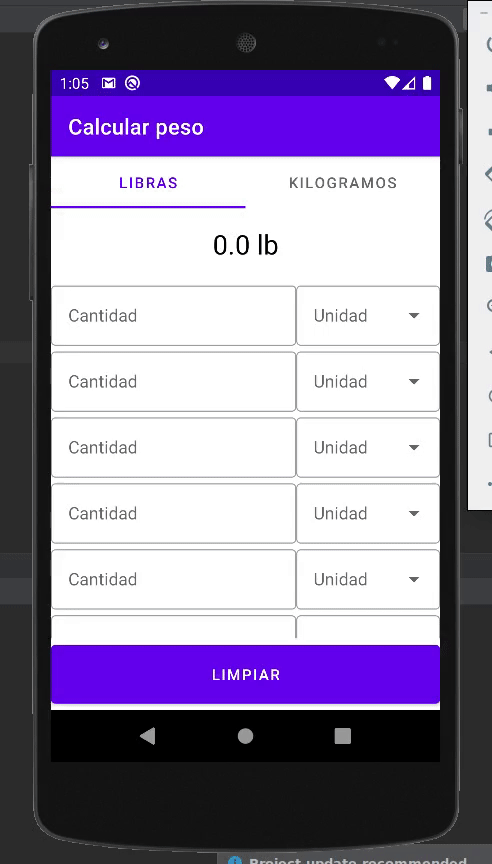 1:05
Calcular peso
LIBRAS KILOGRAMOS
0.0 lb
Cantidad Unidad
Cantidad Unidad
Cantidad Unidad
Cantidad Unidad
Cantidad Unidad
LIMPIAR
Project update recommended